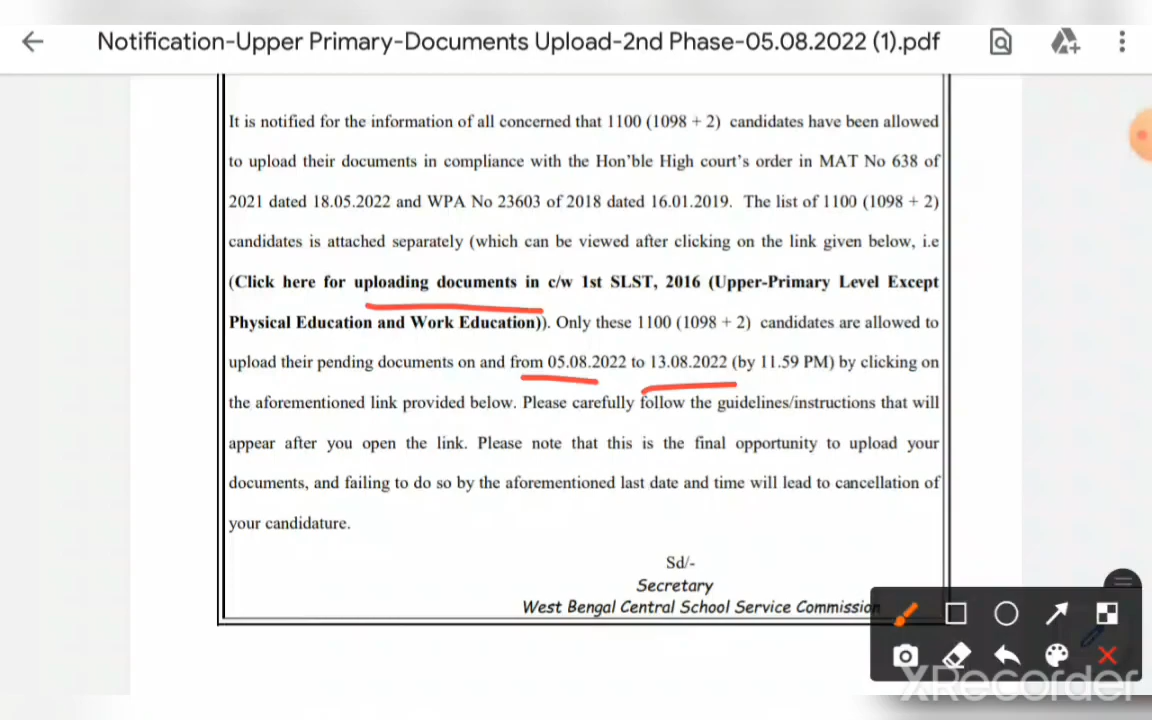 Notification-Upper Primary-Documents Upload-2nd Phase-05.08.2022 (1).pdf
It is notified for the information of all concerned that 1100 (1098 + 2) candidates have been allowed
to upload their documents in compliance with the Hon'ble High court's order in MAT No 638 of
2021 dated 18.05.2022 and WPA No 23603 of 2018 dated 16.01.2019. The list of 1100 (1098 + 2)
candidates is attached separately (which can be viewed after clicking on the link given below, i.e
(Click here for uploading documents in c/w 1st SLST, 2016 (Upper-Primary Level Except
Physical Education and Work Education)). Only these 1100 (1098 + 2) candidates are allowed to
upload their pending documents on and from 05.08.2022 to 13.08.2022 (by 11.59 PM) by clicking on
the aforementioned link provided below. Please carefully follow the guidelines/instructions that will
appear after you open the link. Please note that this is the final opportunity to upload your
documents, and failing to do so by the aforementioned last date and time will lead to cancellation of
your candidature.
Sd/-
Secretary
West Bengal Central School Service Commission
XRecorder